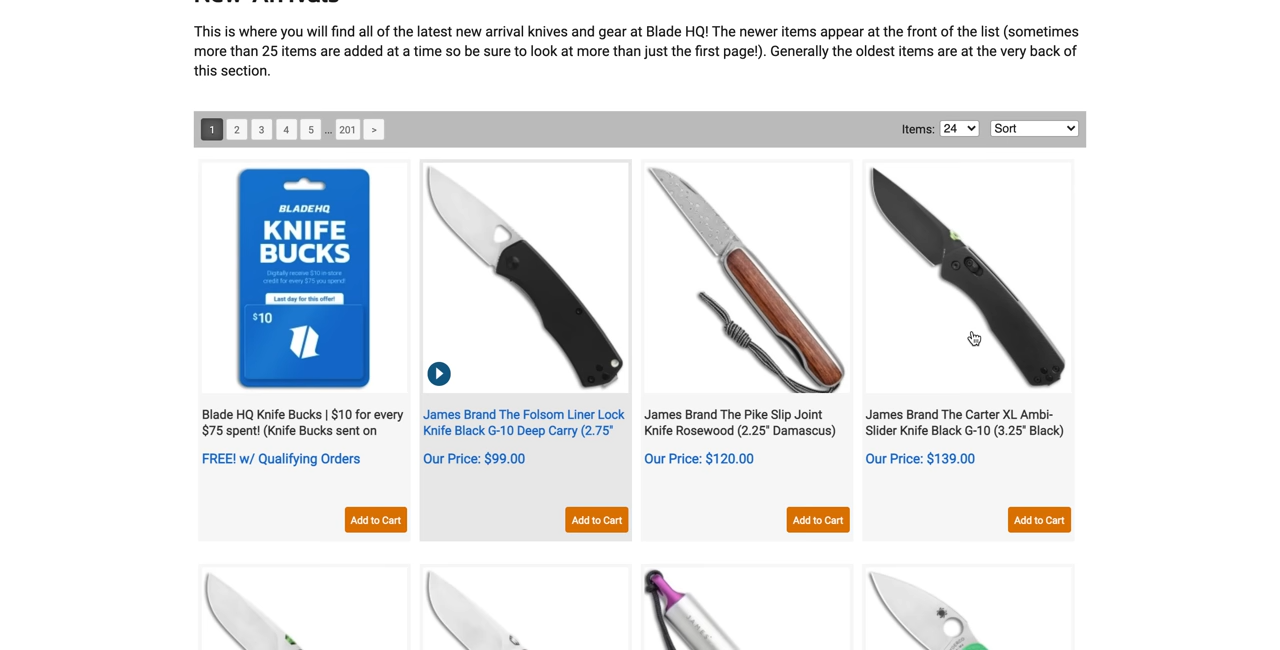 New Arrivals
This is where you will find all of the latest new arrival knives and gear at Blade HQ! The newer items appear at the front of the list (sometimes
more than 25 items are added at a time so be sure to look at more than just the first page!). Generally the oldest items are at the very back of
this section.
1 2 3 4 5 ... 201 >
Items: 24 Sort
BLADEHQ
KNIFE
BUCKS
Digitally receive $10 in-store
credit for every $75 you spend!
Last day for this offer!
$10
Blade HQ Knife Bucks | $10 for every
$75 spent! (Knife Bucks sent on
FREE! w/ Qualifying Orders
Add to Cart
James Brand The Folsom Liner Lock
Knife Black G-10 Deep Carry (2.75"
Our Price: $99.00
Add to Cart
James Brand The Pike Slip Joint
Knife Rosewood (2.25" Damascus)
Our Price: $120.00
Add to Cart
James Brand The Carter XL Ambi-
Slider Knife Black G-10 (3.25" Black)
Our Price: $139.00
Add to Cart